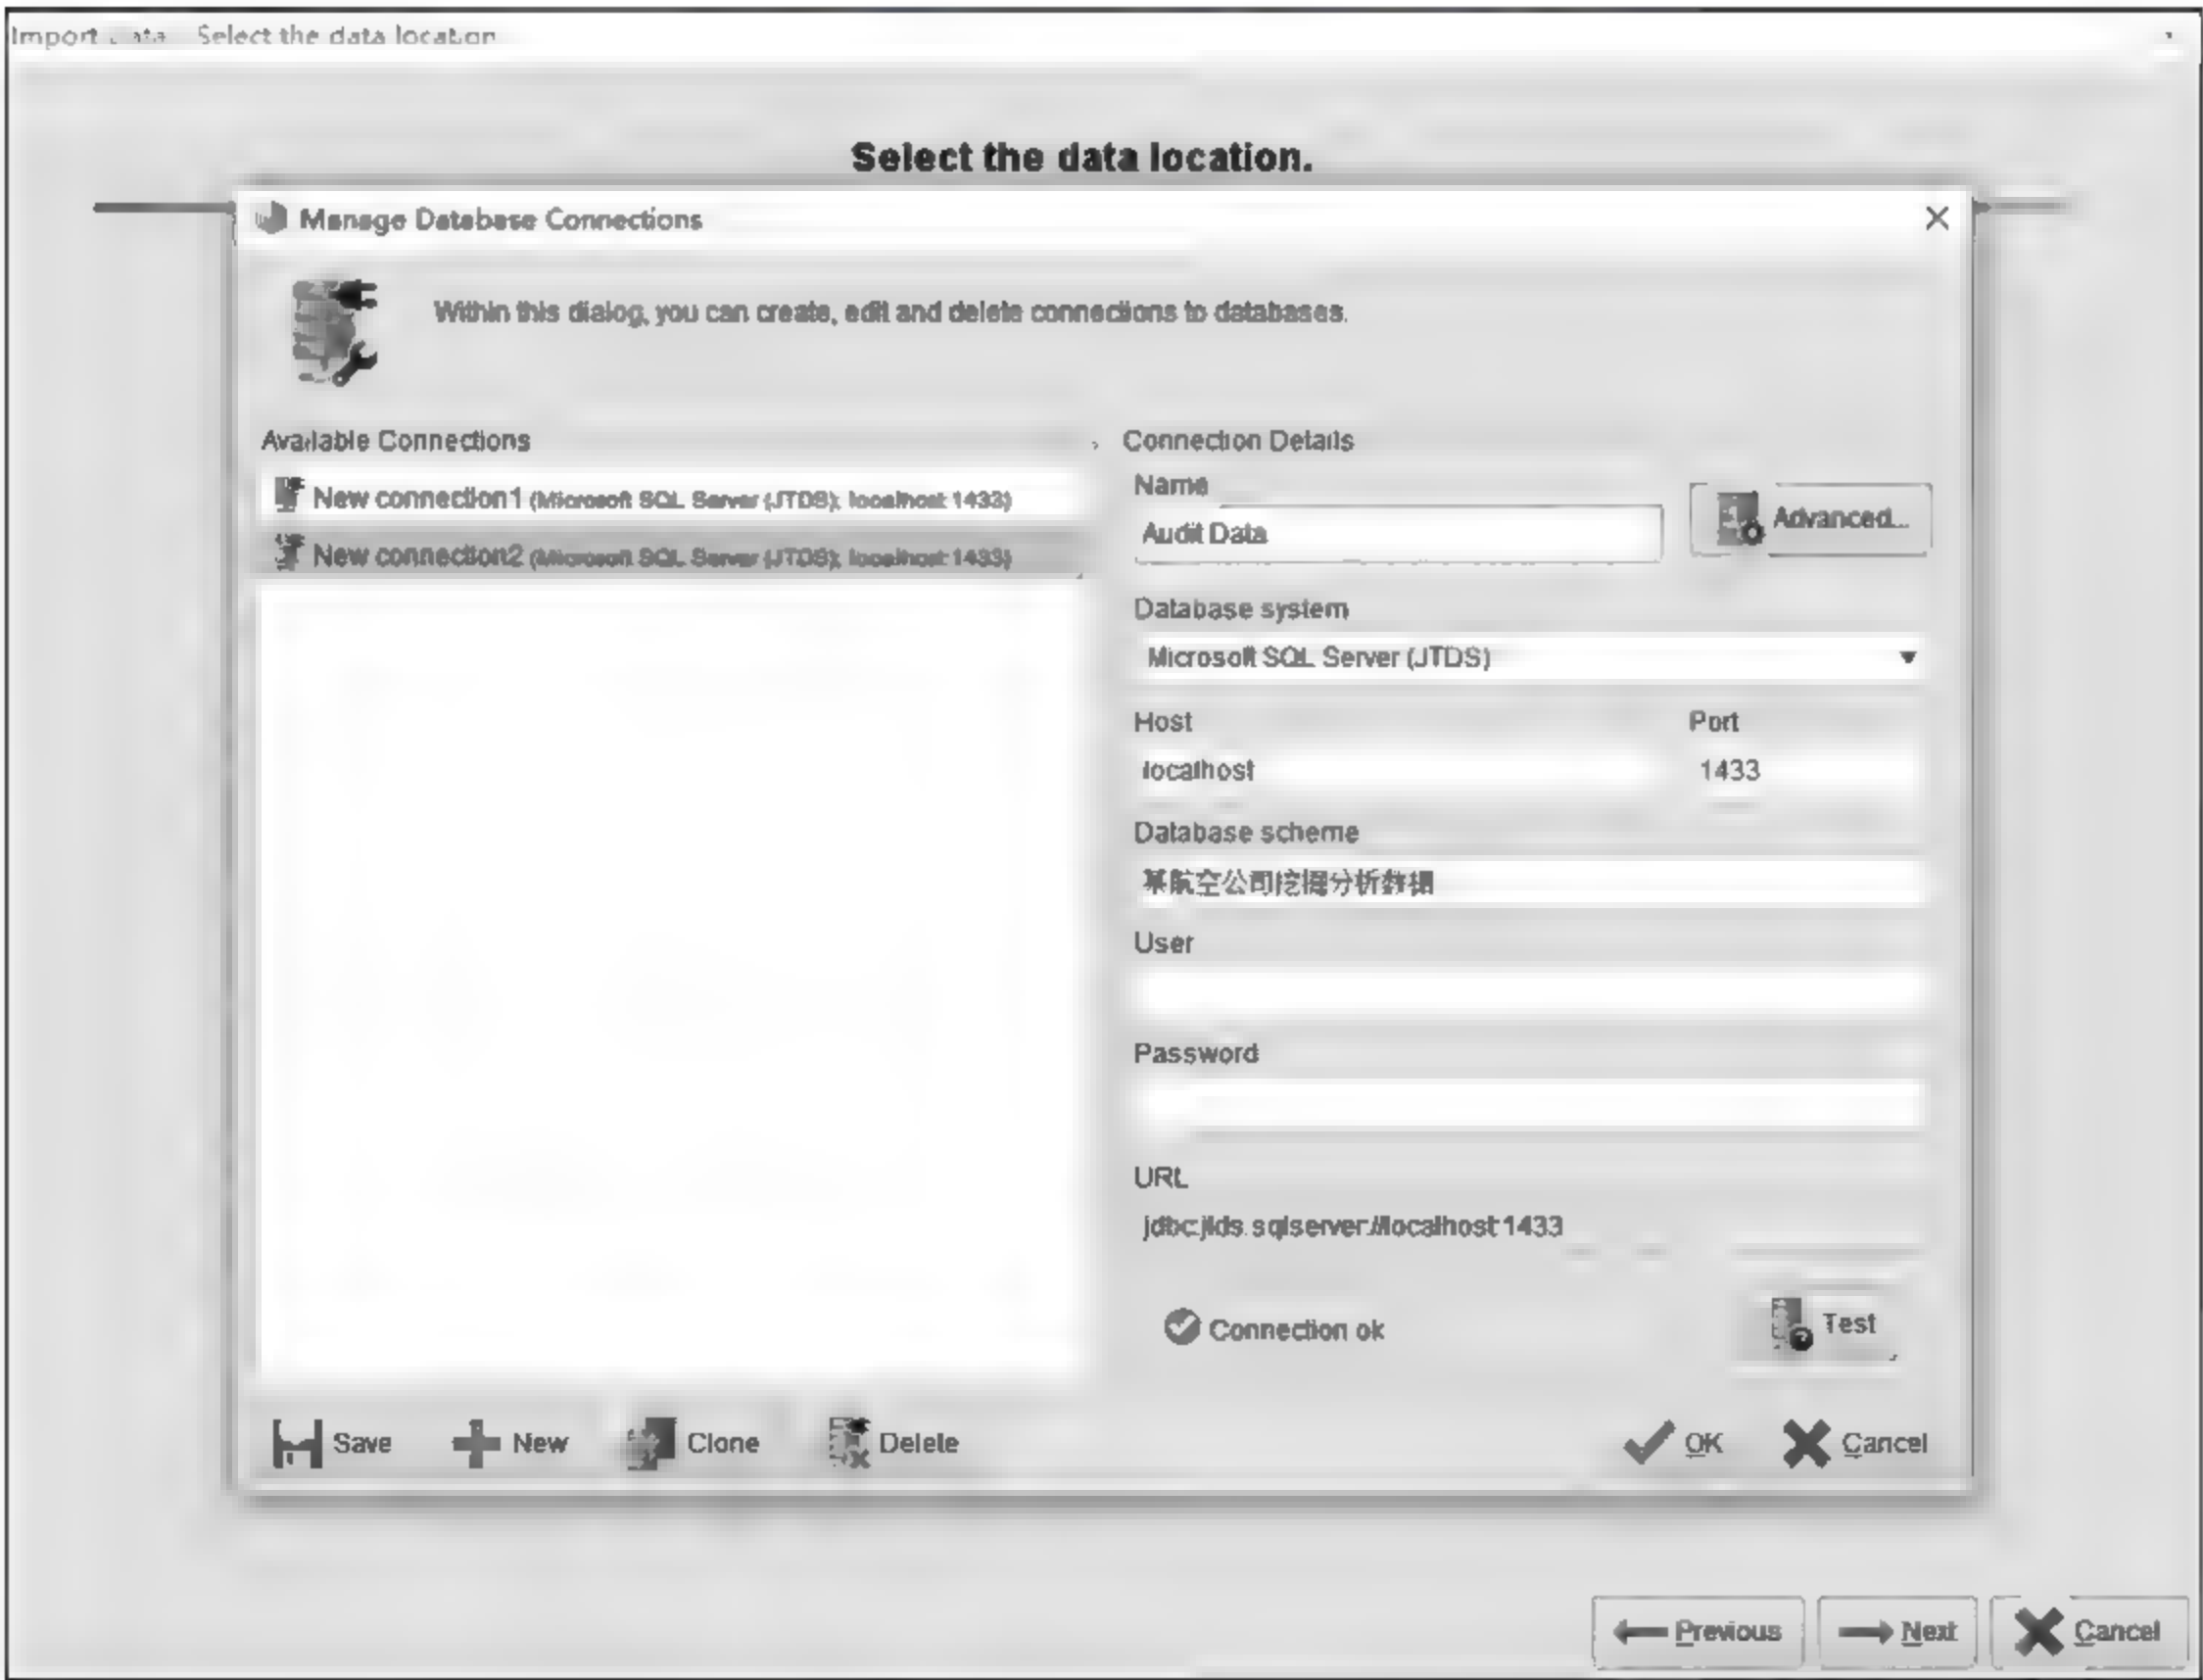 Import Data Select the data location
Select the data location.
Manage Database Connections
Within this dialog, you can create, edit and delete connections to databases.
Available Connections
New connection1 (Microsoft SQL Server (JTDS); localhost:1433)
New connection2 (Microsoft SQL Server (JTDS); localhost:1433)
Connection Details
Name
Audit Data
Advanced...
Database system
Microsoft SQL Server (JTDS)
Host
Port
localhost
1433
Database scheme
某航空公司挖掘分析数据
User
Password
URL
jdbc:jtds:sqlserver://localhost:1433
Connection ok
Test
Save
New
Clone
Delete
OK
Cancel
Previous
Next
Cancel